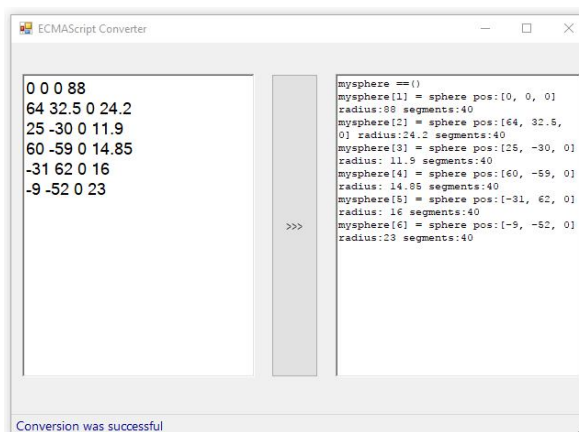 ECMAScript Converter
0 0 0 88
64 32.5 0 24.2
25 -30 0 11.9
60 -59 0 14.85
-31 62 0 16
-9 -52 0 23
>>>
mysphere ==()
mysphere[1] = sphere pos:[0, 0, 0]
radius:88 segments:40
mysphere[2] = sphere pos:[64, 32.5,
0] radius:24.2 segments:40
mysphere[3] = sphere pos:[25, -30, 0]
radius: 11.9 segments:40
mysphere[4] = sphere pos:[60, -59, 0]
radius: 14.85 segments:40
mysphere[5] = sphere pos:[-31, 62, 0]
radius: 16 segments:40
mysphere[6] = sphere pos:[-9, -52, 0]
radius:23 segments:40
Conversion was successful